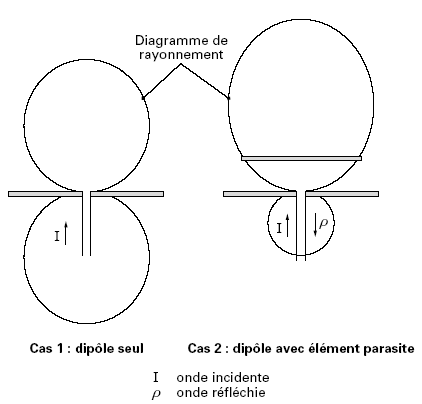 Diagramme de
rayonnement
I
I
ρ
Cas 1 : dipôle seul
Cas 2 : dipôle avec élément parasite
I onde incidente
ρ onde réfléchie